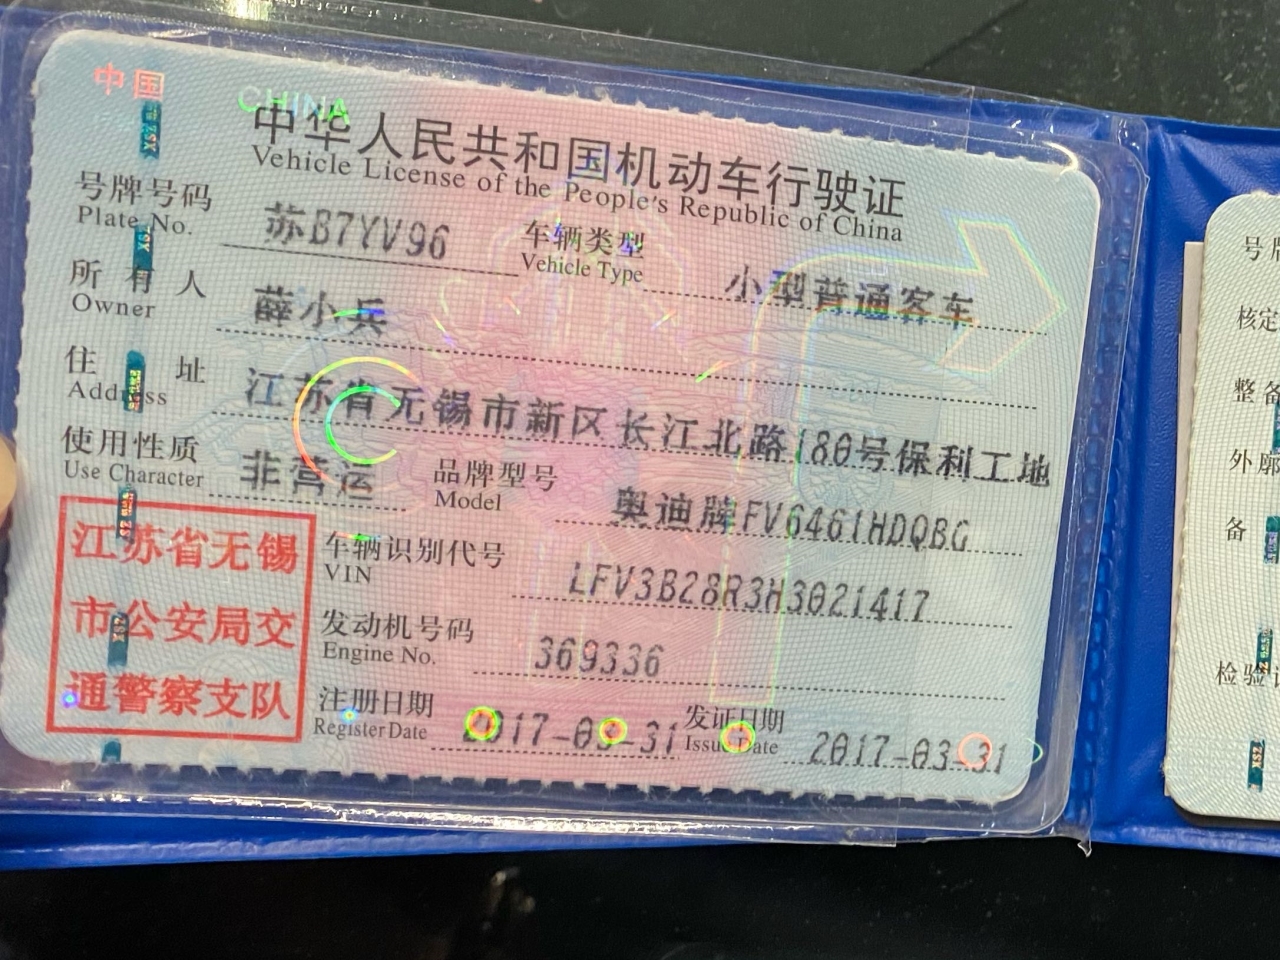 中国 CHINA
中华人民共和国机动车行驶证
Vehicle License of the People's Republic of China
号牌号码 苏B7YV96 车辆类型 小型普通客车
Plate No. Vehicle Type
所有人 薛小兵
Owner
住址 江苏省无锡市新区长江北路180号保利工地
Address
使用性质 非营运 品牌型号 奥迪牌FV6461HDQBG
Use Character Model
江苏省无锡
市公安局交
通警察支队
车辆识别代号 LFV3B28R3H3021417
VIN
发动机号码 369336
Engine No.
注册日期 2017-03-31 发证日期 2017-03-31
Register Date Issue Date
号牌
核定
整备
外廓
备
检验